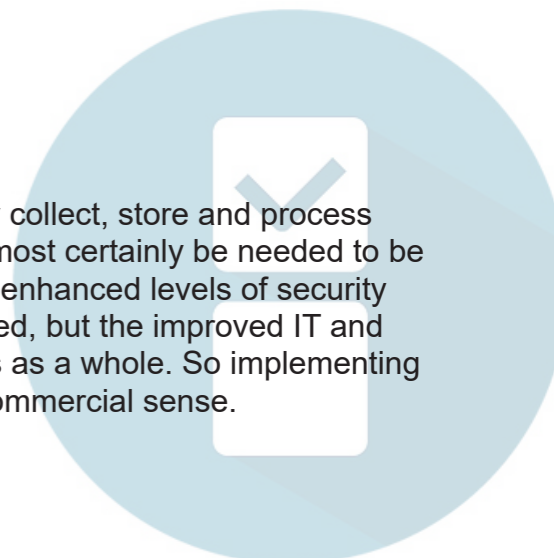 collect, store and process
most certainly be needed to be
enhanced levels of security
ed, but the improved IT and
s as a whole. So implementing
ommercial sense.